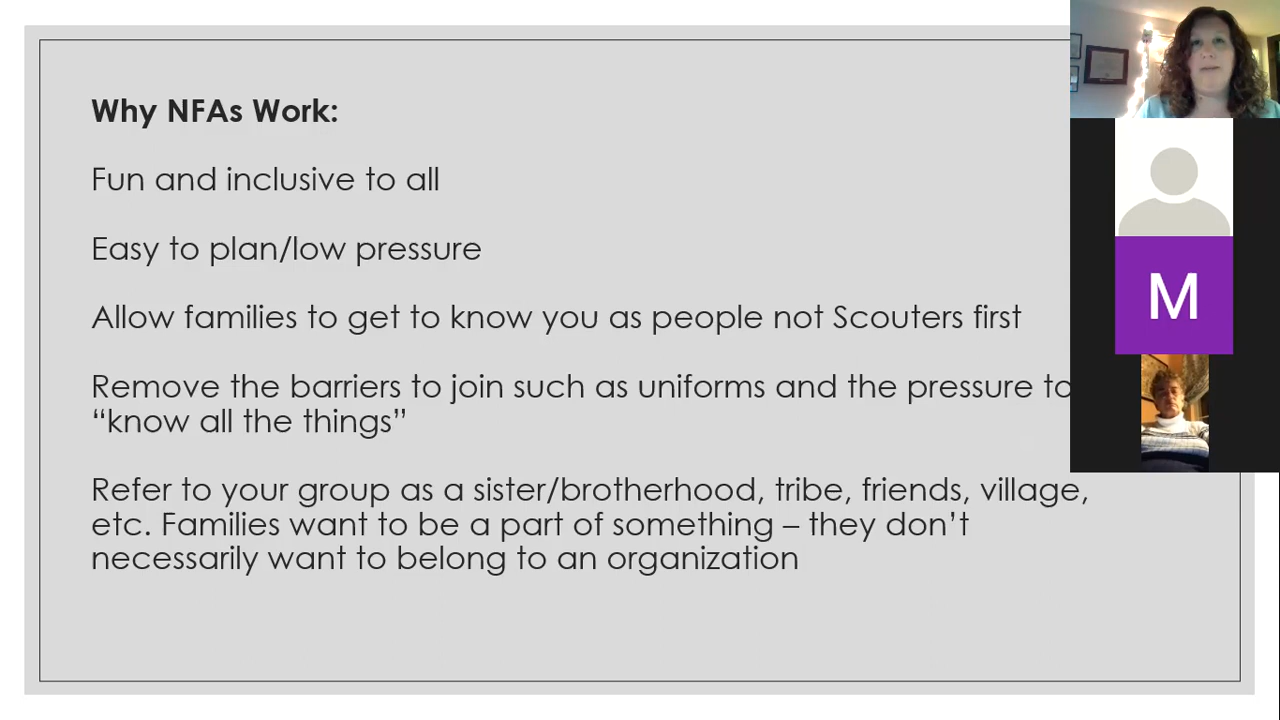 Why NFAs Work:
Fun and inclusive to all
Easy to plan/low pressure
Allow families to get to know you as people not Scouters first
Remove the barriers to join such as uniforms and the pressure to
“know all the things”
Refer to your group as a sister/brotherhood, tribe, friends, village,
etc. Families want to be a part of something – they don’t
necessarily want to belong to an organization
M